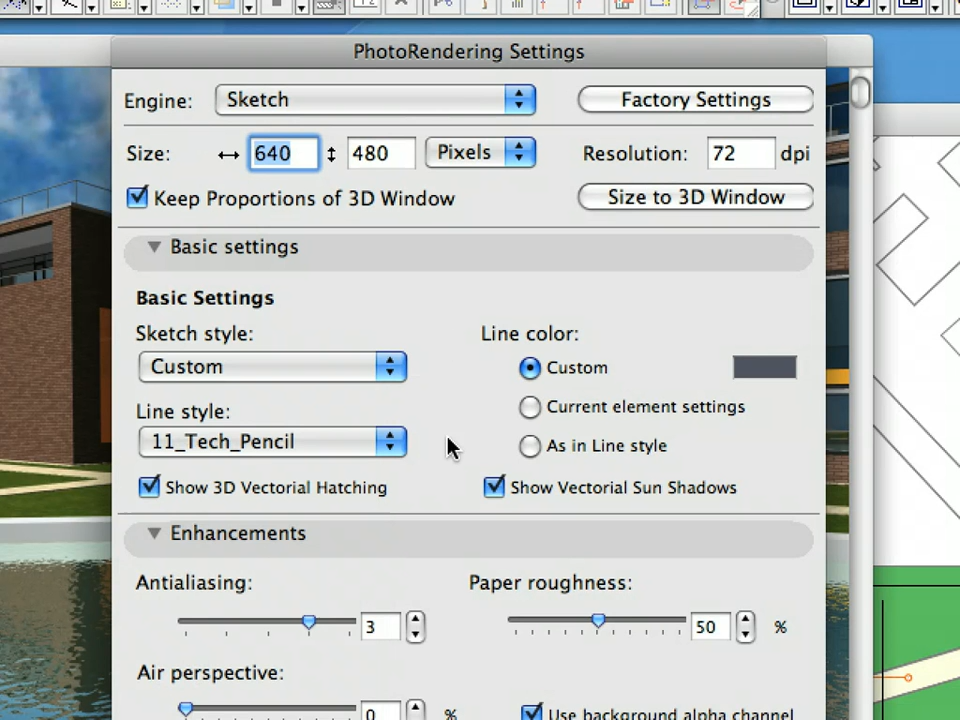 PhotoRendering Settings
Engine: Sketch Factory Settings
Size: 640 480 Pixels Resolution: 72 dpi
Keep Proportions of 3D Window Size to 3D Window
Basic settings
Basic Settings
Sketch style: Line color:
Custom Custom
Current element settings
Line style:
11_Tech_Pencil As in Line style
Show 3D Vectorial Hatching Show Vectorial Sun Shadows
Enhancements
Antialiasing: Paper roughness:
3 50 %
Air perspective:
0 % Use background alpha channel